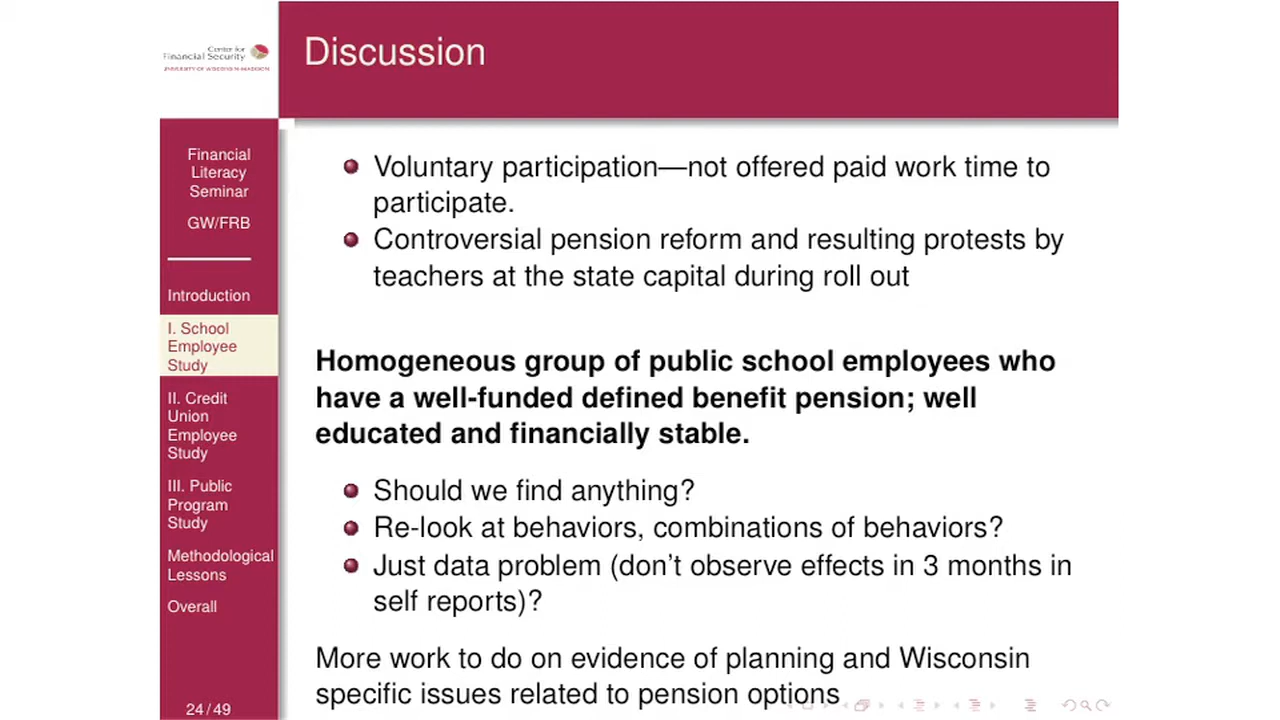 Center for
Financial Security
UNIVERSITY OF WISCONSIN-MADISON
Discussion
Financial
Literacy
Seminar
GW/FRB
Introduction
I. School
Employee
Study
II. Credit
Union
Employee
Study
III. Public
Program
Study
Methodological
Lessons
Overall
24/49
Voluntary participation—not offered paid work time to
participate.
Controversial pension reform and resulting protests by
teachers at the state capital during roll out
Homogeneous group of public school employees who
have a well-funded defined benefit pension; well
educated and financially stable.
Should we find anything?
Re-look at behaviors, combinations of behaviors?
Just data problem (don't observe effects in 3 months in
self reports)?
More work to do on evidence of planning and Wisconsin
specific issues related to pension options